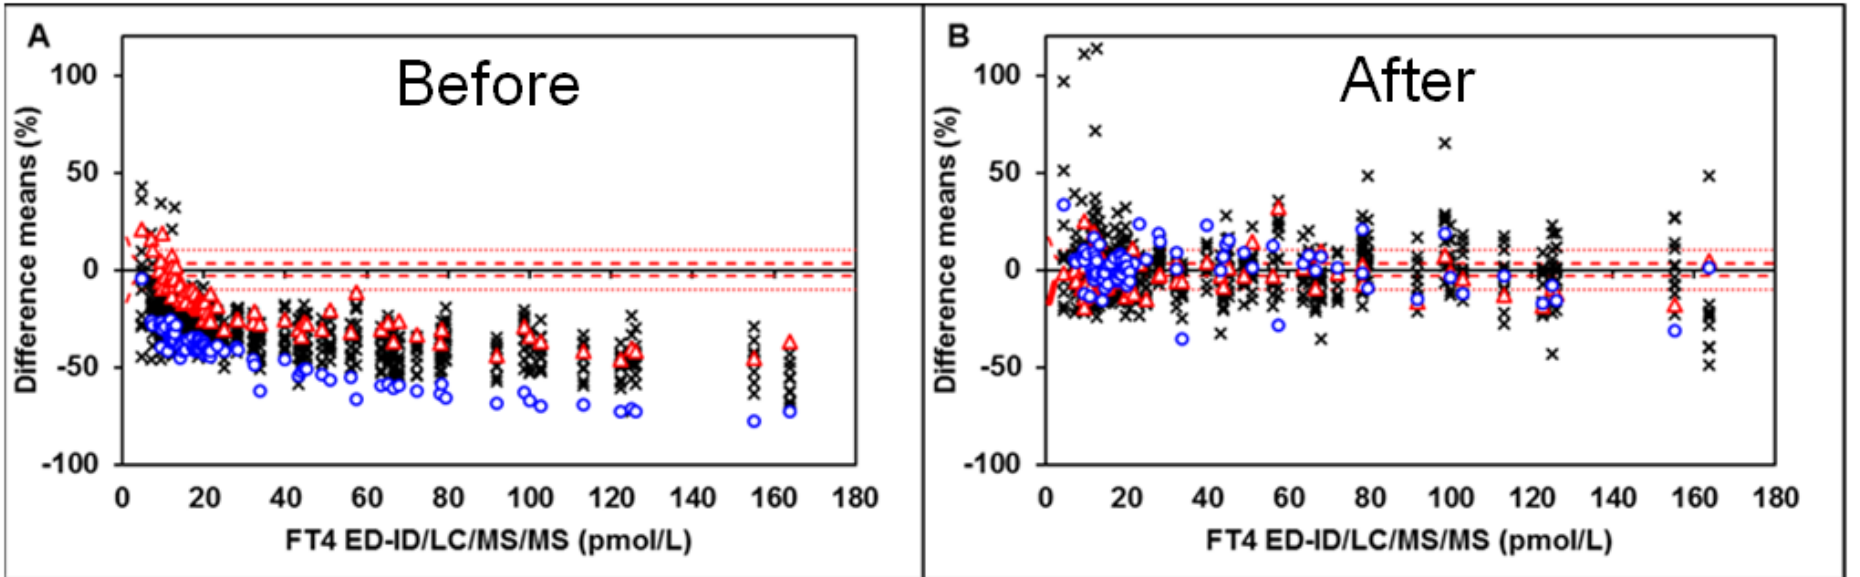 A
Before
Difference means (%)
100
50
0
-50
-100
0 20 40 60 80 100 120 140 160 180
FT4 ED-ID/LC/MS/MS (pmol/L)
B
After
Difference means (%)
100
50
0
-50
-100
0 20 40 60 80 100 120 140 160 180
FT4 ED-ID/LC/MS/MS (pmol/L)